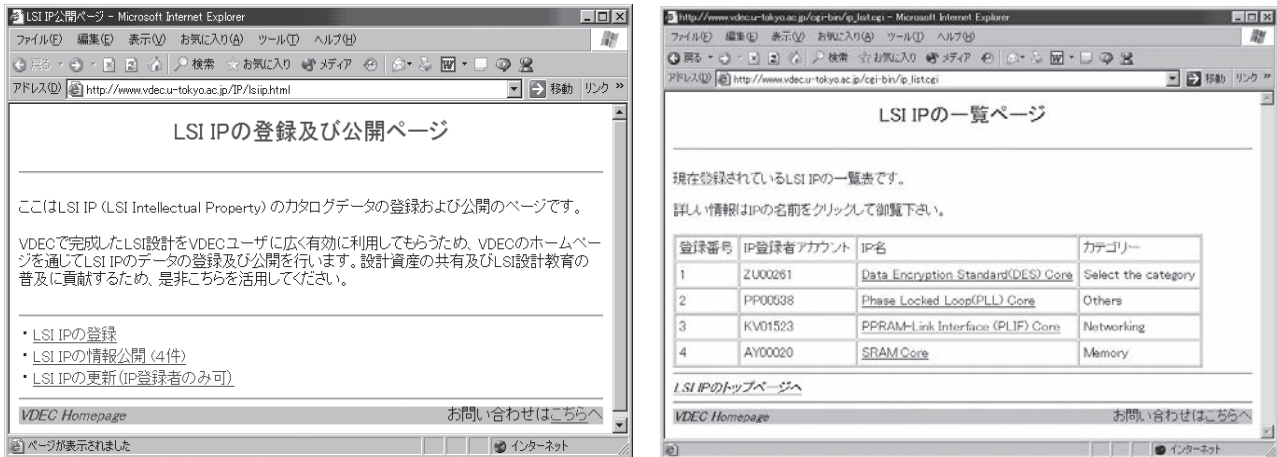 LSI IP公開ページ - Microsoft Internet Explorer
ファイル(F) 編集(E) 表示(V) お気に入り(A) ツール(T) ヘルプ(H)
戻る 検索 お気に入り メディア
アドレス(D) http://www.vdec.u-tokyo.ac.jp/IP/lsiip.html 移動 リンク »
LSI IPの登録及び公開ページ
ここはLSI IP (LSI Intellectual Property) のカタログデータの登録および公開のページです。
VDECで完成したLSI設計をVDECユーザに広く有効に利用してもらうため、VDECのホームペー
ジを通じてLSI IPのデータの登録及び公開を行います。設計資産の共有及びLSI設計教育の
普及に貢献するため、是非こちらを活用してください。
・LSI IPの登録
・LSI IPの情報公開 (4件)
・LSI IPの更新(IP登録者のみ可)
VDEC Homepage お問い合わせはこちらへ
ページが表示されました インターネット
http://www.vdec.u-tokyo.ac.jp/cgi-bin/ip_list.cgi - Microsoft Internet Explorer
ファイル(F) 編集(E) 表示(V) お気に入り(A) ツール(T) ヘルプ(H)
戻る 検索 お気に入り メディア
アドレス(D) http://www.vdec.u-tokyo.ac.jp/cgi-bin/ip_list.cgi 移動 リンク »
LSI IPの一覧ページ
現在登録されているLSI IPの一覧表です。
詳しい情報はIPの名前をクリックして御覧下さい。
登録番号 IP登録者アカウント IP名 カテゴリー
1 ZU00261 Data Encryption Standard(DES) Core Select the category
2 PP00538 Phase Locked Loop(PLL) Core Others
3 KV01523 PPRAM-Link Interface (PLIF) Core Networking
4 AY00020 SRAM Core Memory
LSI IPのトップページへ
VDEC Homepage お問い合わせはこちらへ
インターネット